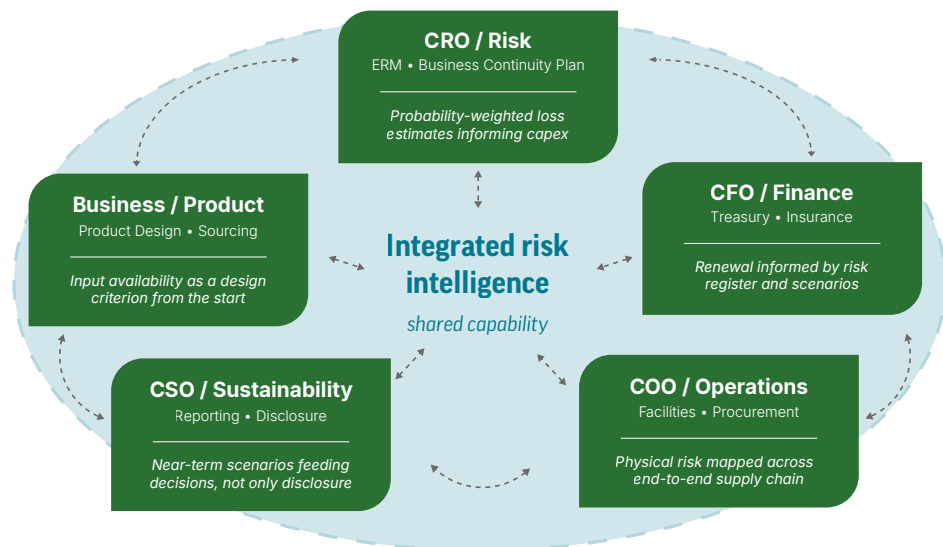 CRO / Risk
ERM • Business Continuity Plan
Probability-weighted loss
estimates informing capex
Business / Product
Product Design • Sourcing
Input availability as a design
criterion from the start
CFO / Finance
Treasury • Insurance
Renewal informed by risk
register and scenarios
Integrated risk
intelligence
shared capability
CSO / Sustainability
Reporting • Disclosure
Near-term scenarios feeding
decisions, not only disclosure
COO / Operations
Facilities • Procurement
Physical risk mapped across
end-to-end supply chain